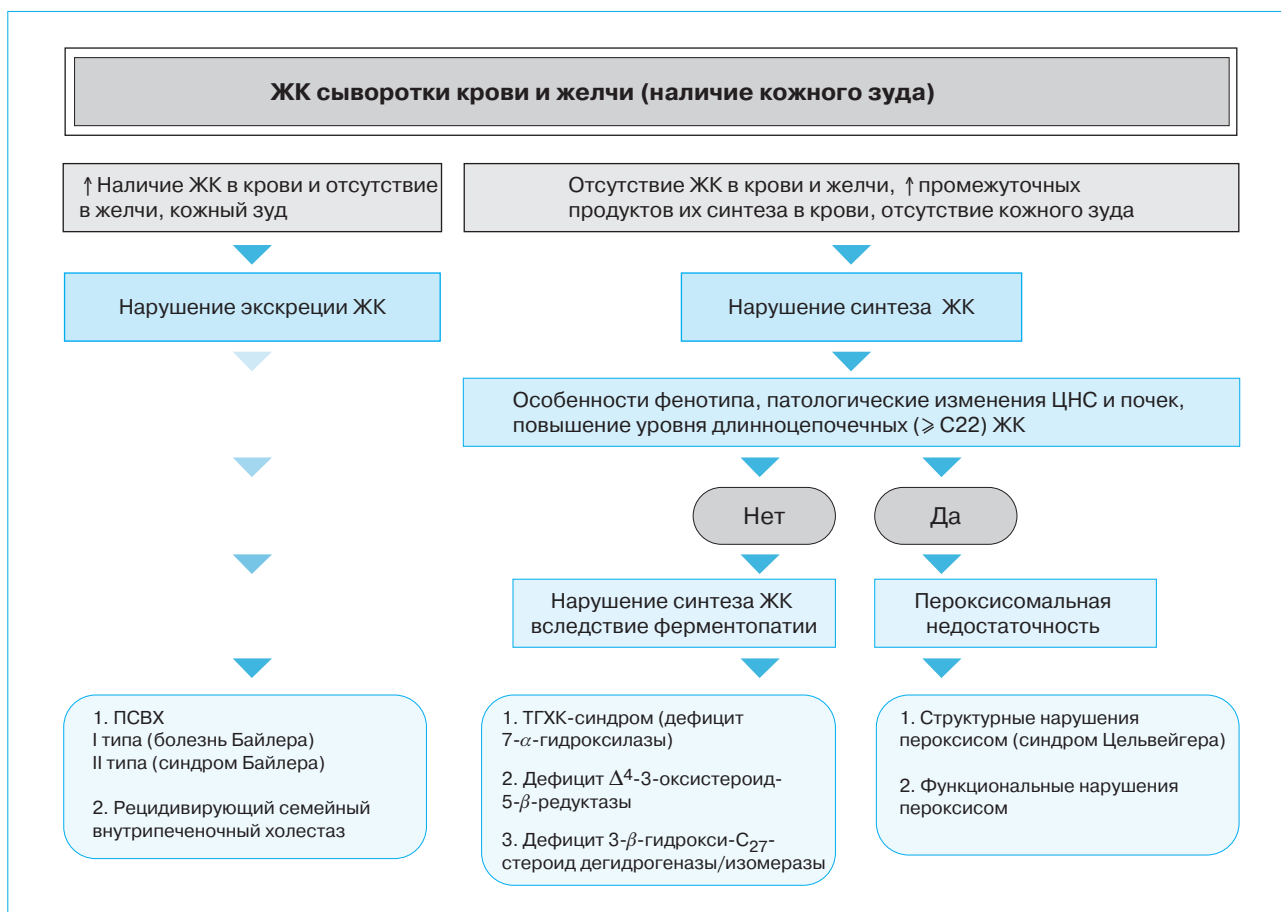 ЖК сыворотки крови и желчи (наличие кожного зуда)
↑ Наличие ЖК в крови и отсутствие
в желчи, кожный зуд
Отсутствие ЖК в крови и желчи, ↑ промежуточных
продуктов их синтеза в крови, отсутствие кожного зуда
Нарушение экскреции ЖК
Нарушение синтеза ЖК
Особенности фенотипа, патологические изменения ЦНС и почек,
повышение уровня длинноцепочечных (⩾ C22) ЖК
Нет
Да
Нарушение синтеза ЖК
вследствие ферментопатии
Пероксисомальная
недостаточность
1. ПСВХ
I типа (болезнь Байлера)
II типа (синдром Байлера)
2. Рецидивирующий семейный
внутрипеченочный холестаз
1. ТГХК-синдром (дефицит
7-α-гидроксилазы)
2. Дефицит Δ⁴-3-оксистероид-
5-β-редуктазы
3. Дефицит 3-β-гидрокси-C₂₇-
стероид дегидрогеназы/изомеразы
1. Структурные нарушения
пероксисом (синдром Цельвейгера)
2. Функциональные нарушения
пероксисом